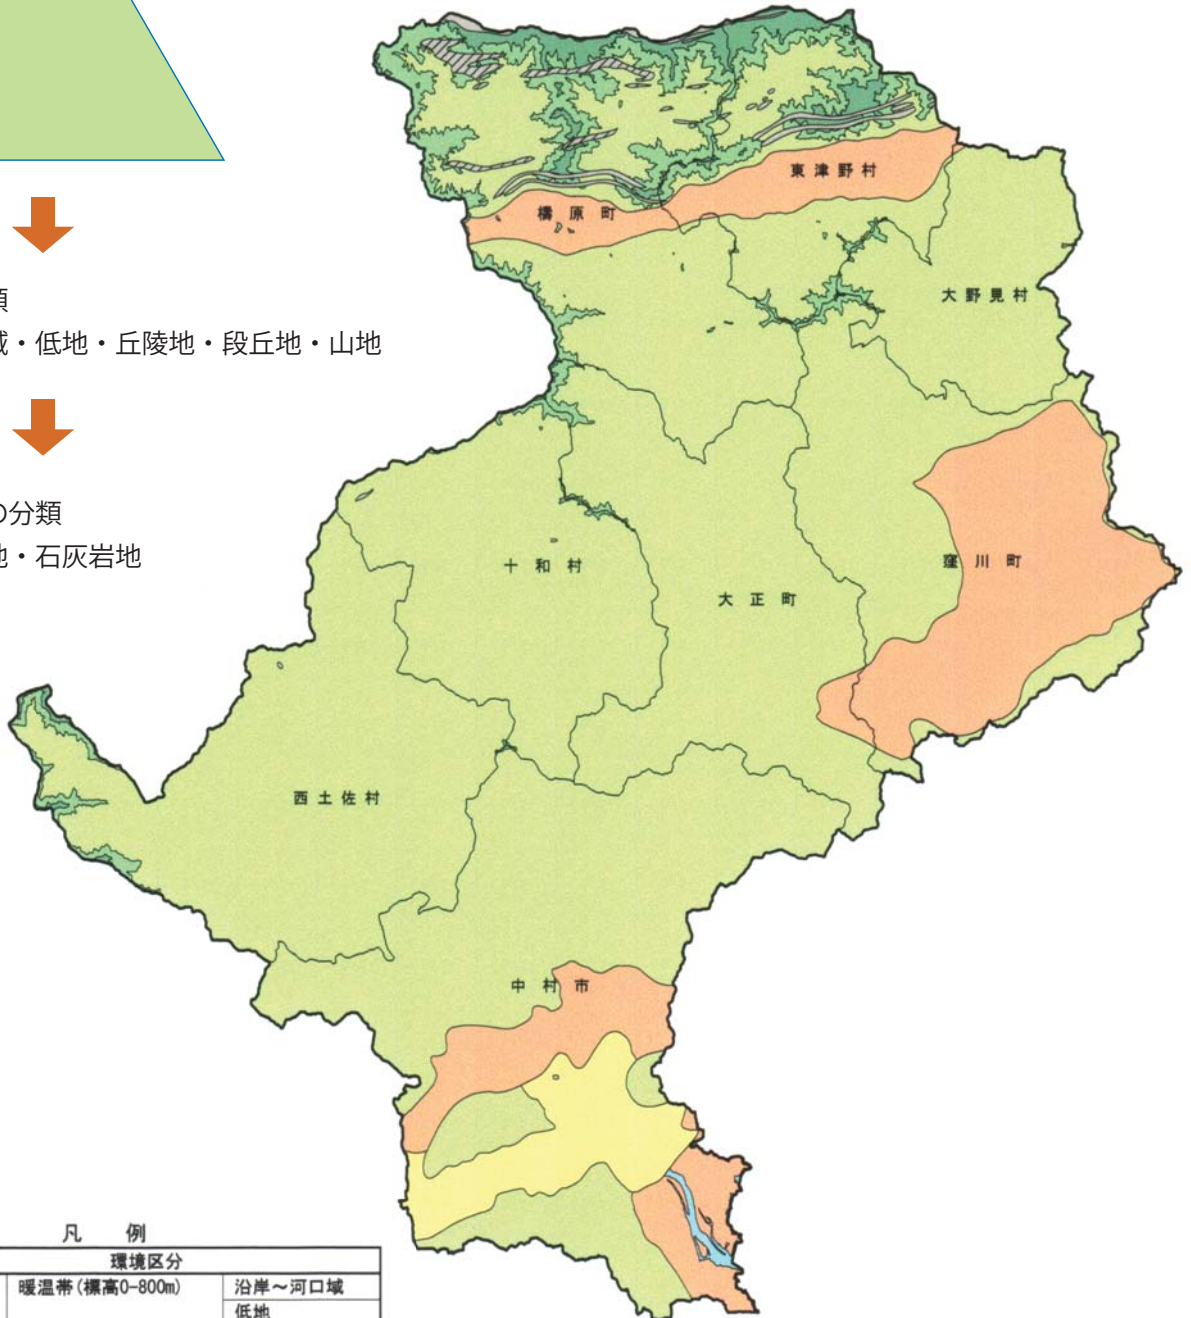 東津野村
檮原町
大野見村
類
域・低地・丘陵地・段丘地・山地
の分類
地・石灰岩地
十和村
大正町
窪川町
西土佐村
中村市
凡 例
環境区分
暖温帯(標高0-800m)
沿岸～河口域
低地